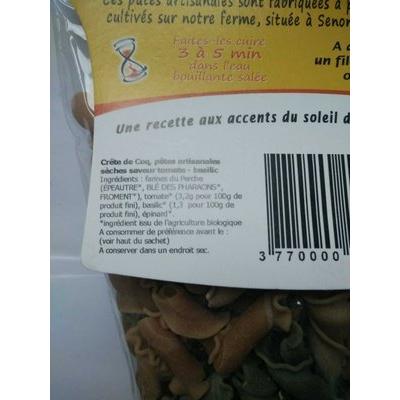 Ces pâtes artisanales sont fabriquées à p
cultivés sur notre ferme, située à Senon
Faites-les cuire
3 à 5 min
dans l'eau
bouillante salée
A
un fil
o
Une recette aux accents du soleil d
Crête de Coq, pâtes artisanales
sèches saveur tomate - basilic
Ingrédients : farines du Perche
(ÉPEAUTRE*, BLÉ DES PHARAONS*,
FROMENT*), tomate* (3,2g pour 100g de
produit fini), basilic* (1,3 pour 100g de
produit fini), épinard*.
*ingrédient issu de l'agriculture biologique
A consommer de préférence avant le :
(voir haut du sachet)
A conserver dans un endroit sec.
3 770000